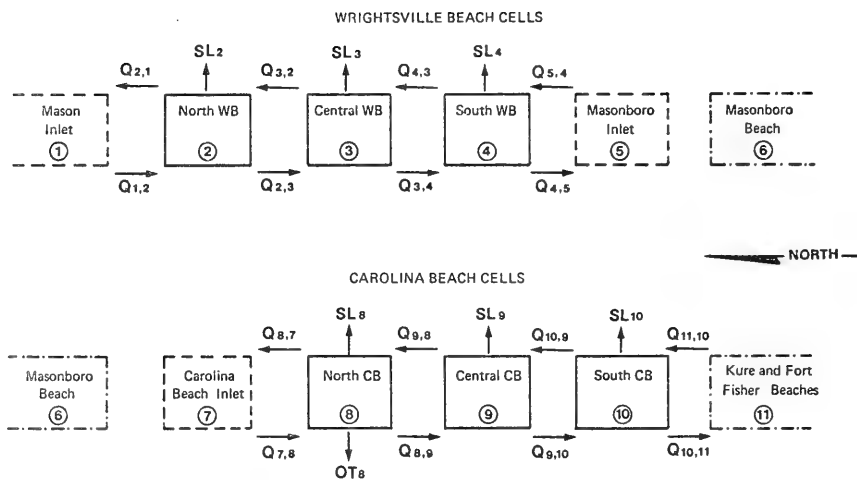 WRIGHTSVILLE BEACH CELLS
SL2 SL3 SL4
Q2,1 Q3,2 Q4,3 Q5,4
Mason Inlet ① North WB ② Central WB ③ South WB ④ Masonboro Inlet ⑤ Masonboro Beach ⑥
Q1,2 Q2,3 Q3,4 Q4,5
NORTH
CAROLINA BEACH CELLS
SL8 SL9 SL10
Q8,7 Q9,8 Q10,9 Q11,10
Masonboro Beach ⑥ Carolina Beach Inlet ⑦ North CB ⑧ Central CB ⑨ South CB ⑩ Kure and Fort Fisher Beaches ⑪
Q7,8 OT8 Q8,9 Q9,10 Q10,11